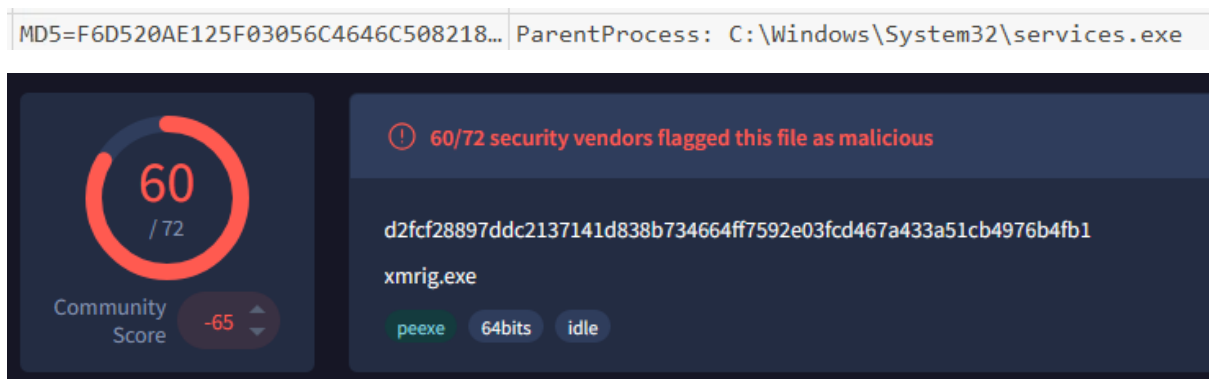 MD5=F6D520AE125F03056C4646C508218… ParentProcess: C:\Windows\System32\services.exe
60/72 security vendors flagged this file as malicious
60
/ 72
d2fcf28897ddc2137141d838b734664ff7592e03fcd467a433a51cb4976b4fb1
xmrig.exe
Community Score -65
peexe 64bits idle